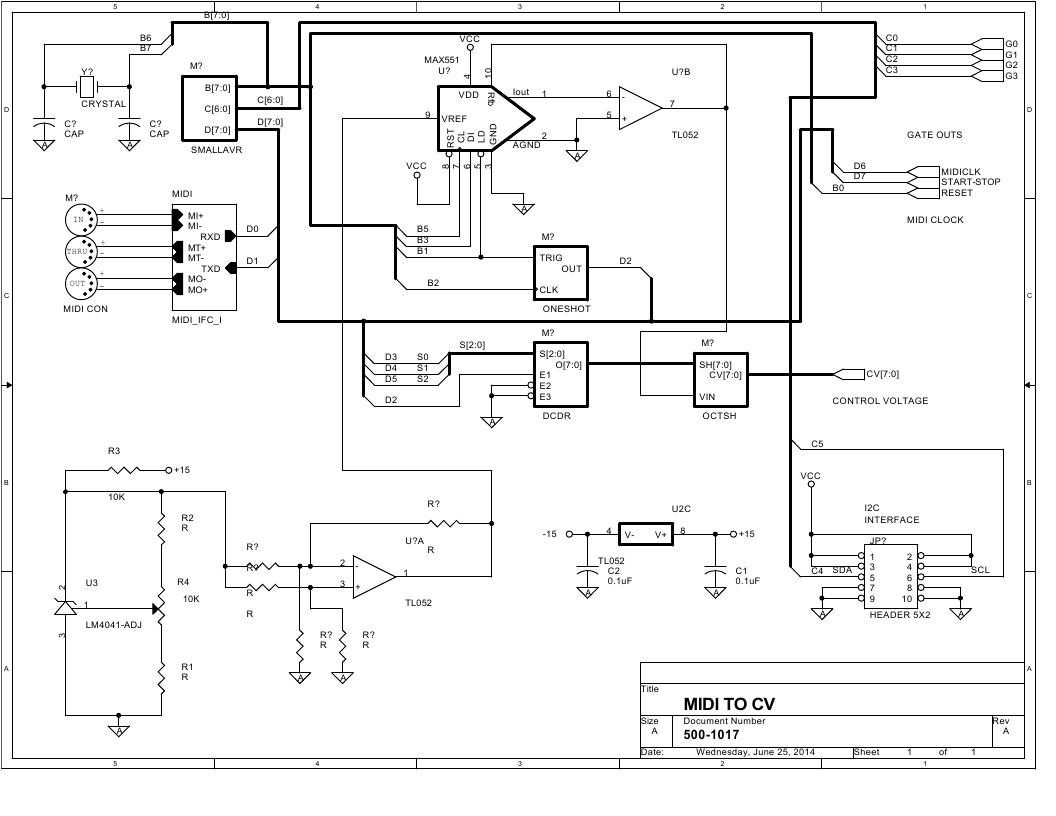 5 4 3 2 1
B[7:0]
B6
B7
Y?
CRYSTAL
C?
CAP
C?
CAP
A
A
M?
B[7:0]
C[6:0]
D[7:0]
SMALLAVR
C[6:0]
D[7:0]
VCC
MAX551
U?
4
10
VDD
Rfb
Iout
1
9
VREF
RST
CL
DI
LD
GND
AGND
2
8
7
6
5
3
VCC
A
A
U?B
6
5
-
+
7
TL052
C0
C1
C2
C3
G0
G1
G2
G3
GATE OUTS
D6
D7
B0
MIDICLK
START-STOP
RESET
MIDI CLOCK
M?
IN
THRU
OUT
+
-
+
-
+
-
MIDI CON
MIDI
MI+
MI-
RXD
MT+
MT-
TXD
MO-
MO+
MIDI_IFC_I
D0
D1
B5
B3
B1
B2
M?
TRIG
OUT
CLK
ONESHOT
D2
D3 S0
D4 S1
D5 S2
D2
S[2:0]
M?
S[2:0]
O[7:0]
E1
E2
E3
DCDR
A
M?
SH[7:0]
CV[7:0]
VIN
OCTSH
CV[7:0]
CONTROL VOLTAGE
R3
+15
10K
R2
R
R4
10K
R1
R
U3
2
1
3
LM4041-ADJ
A
R?
R?
R
R
R?
R
U?A
2
3
-
+
1
TL052
R?
R
R?
R
A
A
U2C
-15
4
V-
V+
8
+15
TL052
C2
0.1uF
C1
0.1uF
A
A
C5
VCC
I2C
INTERFACE
JP?
C4
SDA
SCL
1 2
3 4
5 6
7 8
9 10
HEADER 5X2
A
A
Title
MIDI TO CV
Size
A
Document Number
500-1017
Rev
A
Date:
Wednesday, June 25, 2014
Sheet 1 of 1
5 4 3 2 1
D
C
B
A
D
C
B
A